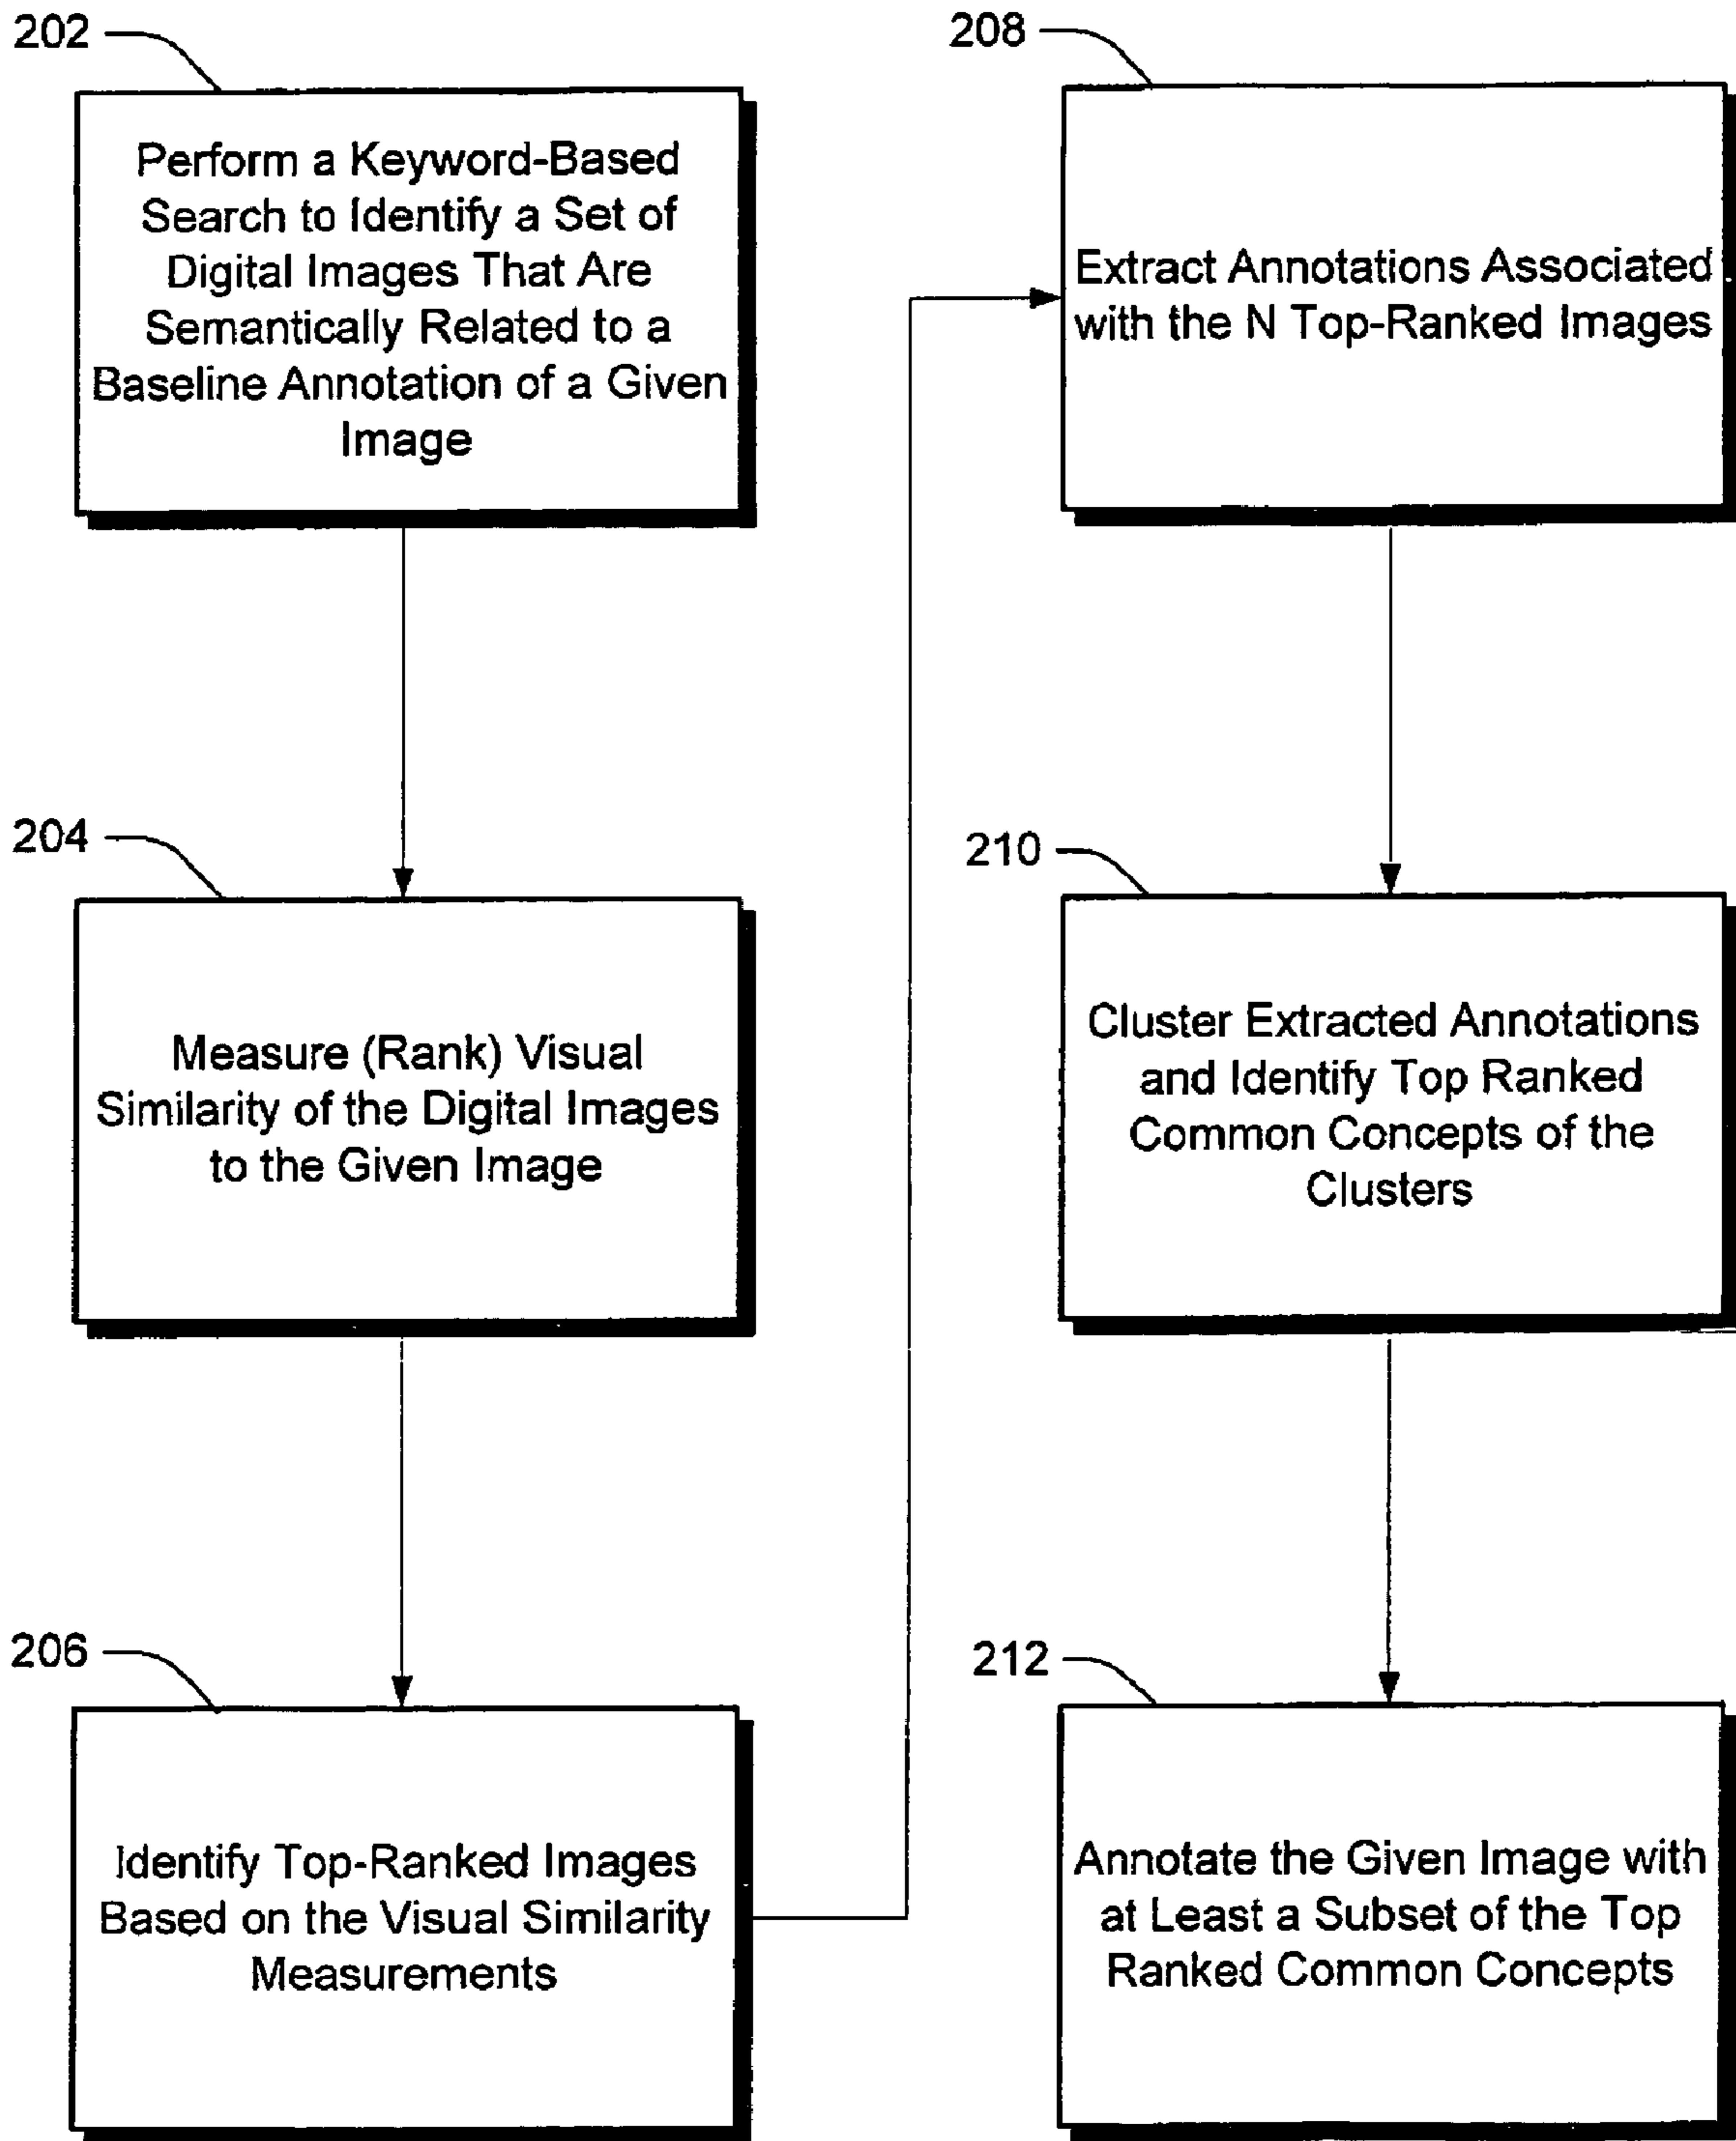 202
Perform a Keyword-Based
Search to Identify a Set of
Digital Images That Are
Semantically Related to a
Baseline Annotation of a Given
Image
204
Measure (Rank) Visual
Similarity of the Digital Images
to the Given Image
206
Identify Top-Ranked Images
Based on the Visual Similarity
Measurements
208
Extract Annotations Associated
with the N Top-Ranked Images
210
Cluster Extracted Annotations
and Identify Top Ranked
Common Concepts of the
Clusters
212
Annotate the Given Image with
at Least a Subset of the Top
Ranked Common Concepts